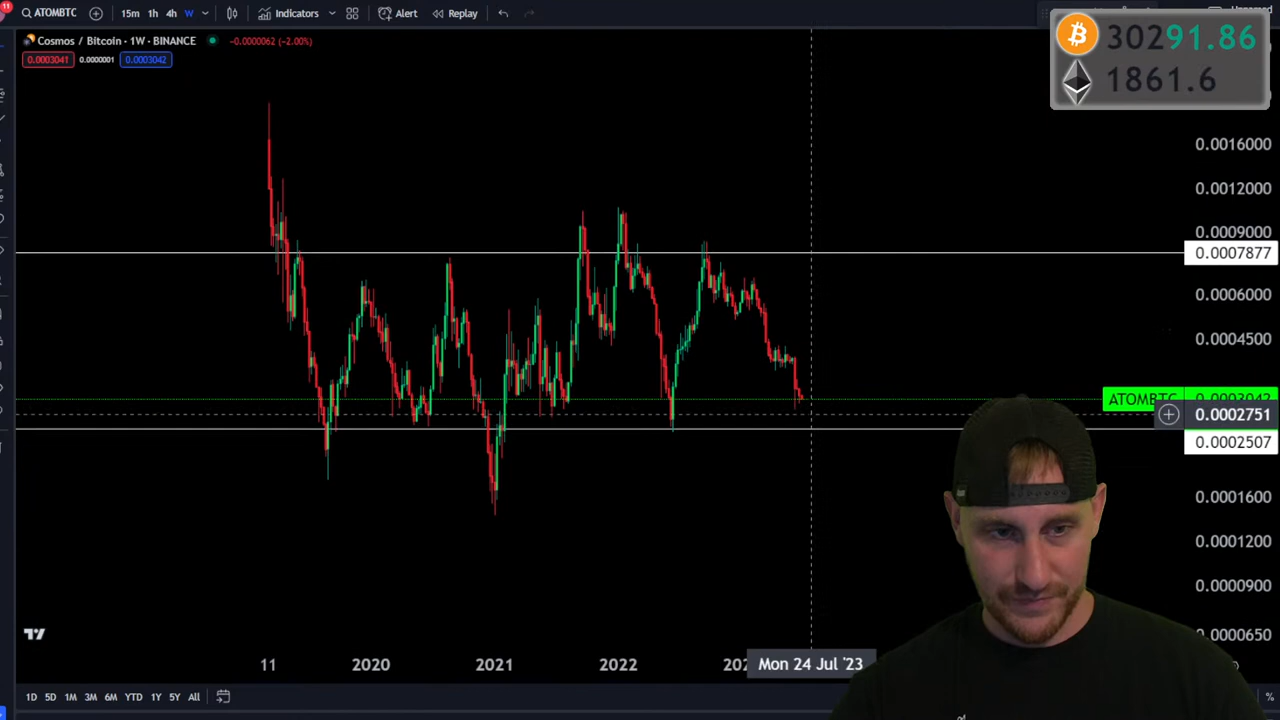 11
ATOMBTC
15m 1h 4h W
Indicators
Alert
Replay
Cosmos / Bitcoin · 1W · BINANCE
-0.0000062 (-2.00%)
0.0003041 0.0000001 0.0003042
30291.86
1861.6
0.0016000
0.0012000
0.0009000
0.0007877
0.0006000
0.0004500
ATOMBTC
0.0002751
0.0002507
0.0001600
0.0001200
0.0000900
0.0000650
11 2020 2021 2022
Mon 24 Jul '23
1D 5D 1M 3M 6M YTD 1Y 5Y All
%